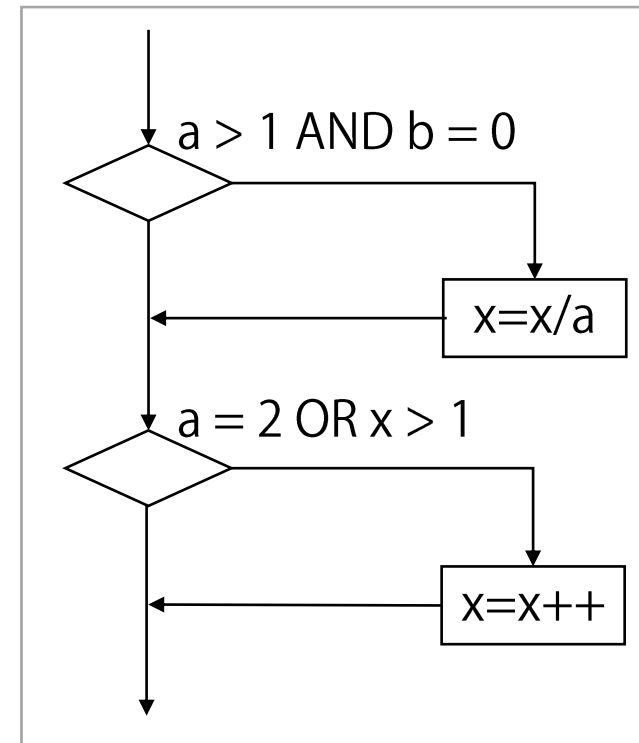 a > 1 AND b = 0
x=x/a
a = 2 OR x > 1
x=x++